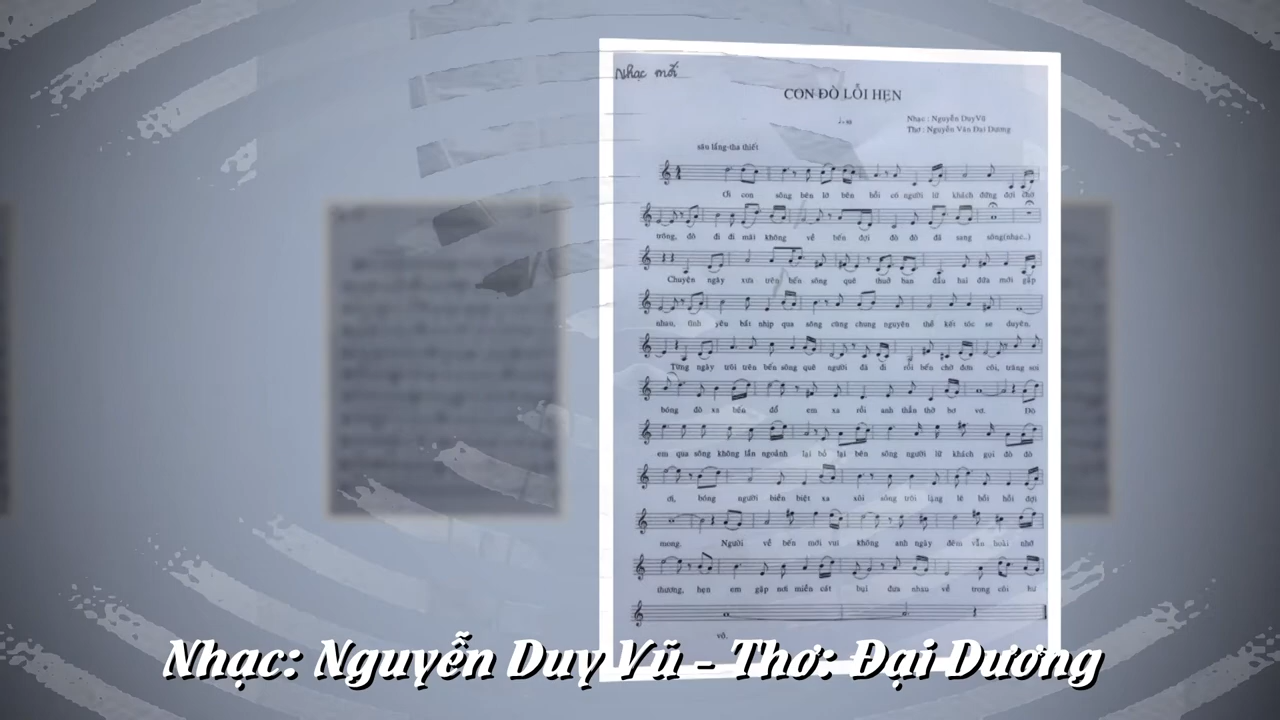 Nhạc mới
CON ĐÒ LỖI HẸN
Nhạc : Nguyễn DuyVũ
Thơ : Nguyễn Văn Đại Dương
sâu lắng-tha thiết
Ơi con sông bên lở bên bồi có người lữ khách đứng đợi chờ
trông, đò đi đi mãi không về bến đợi đò đò đã sang sông(nhạc..)
Chuyện ngày xưa trên bến sông quê thuở ban đầu hai đứa mới gặp
nhau, tình yêu bắt nhịp qua sông cùng chung nguyện thề kết tóc se duyên.
Từng ngày trôi trên bến sông quê người đã đi rồi bến chờ đơn côi, trăng soi
bóng đò xa bến đỗ em xa rồi anh thẫn thờ bơ vơ. Đò
em qua sông không lần ngoảnh lại bỏ lại bên sông người lữ khách gọi đò đò
ơi, bóng người biền biệt xa xôi sông trôi lặng lẽ bồi hồi đợi
mong. Người về bến mới vui không anh ngày đêm vẫn hoài nhớ
thương, hẹn em gặp nơi miền cát bụi đưa nhau về trong cõi hư
vô.
Nhạc: Nguyễn Duy Vũ - Thơ: Đại Dương